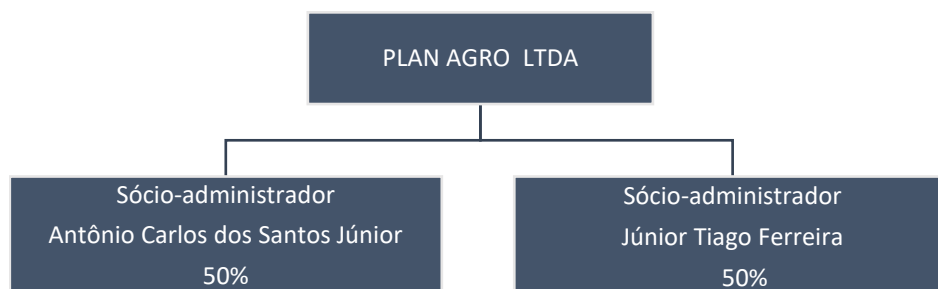 PLAN AGRO LTDA
Sócio-administrador
Antônio Carlos dos Santos Júnior
50%
Sócio-administrador
Júnior Tiago Ferreira
50%